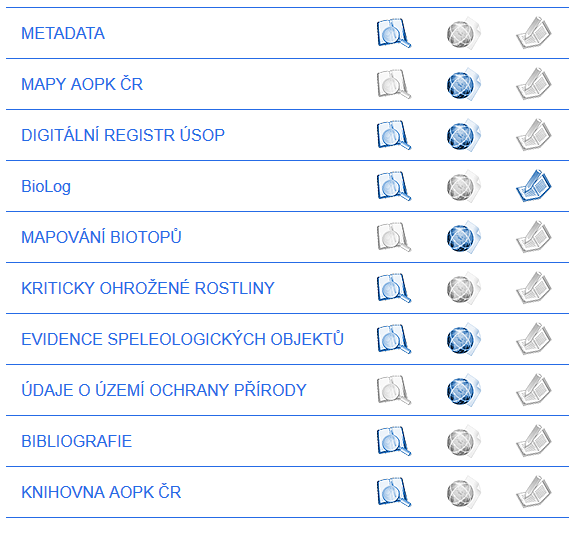 METADATA
MAPY AOPK ČR
DIGITÁLNÍ REGISTR ÚSOP
BioLog
MAPOVÁNÍ BIOTOPŮ
KRITICKY OHROŽENÉ ROSTLINY
EVIDENCE SPELEOLOGICKÝCH OBJEKTŮ
ÚDAJE O ÚZEMÍ OCHRANY PŘÍRODY
BIBLIOGRAFIE
KNIHOVNA AOPK ČR